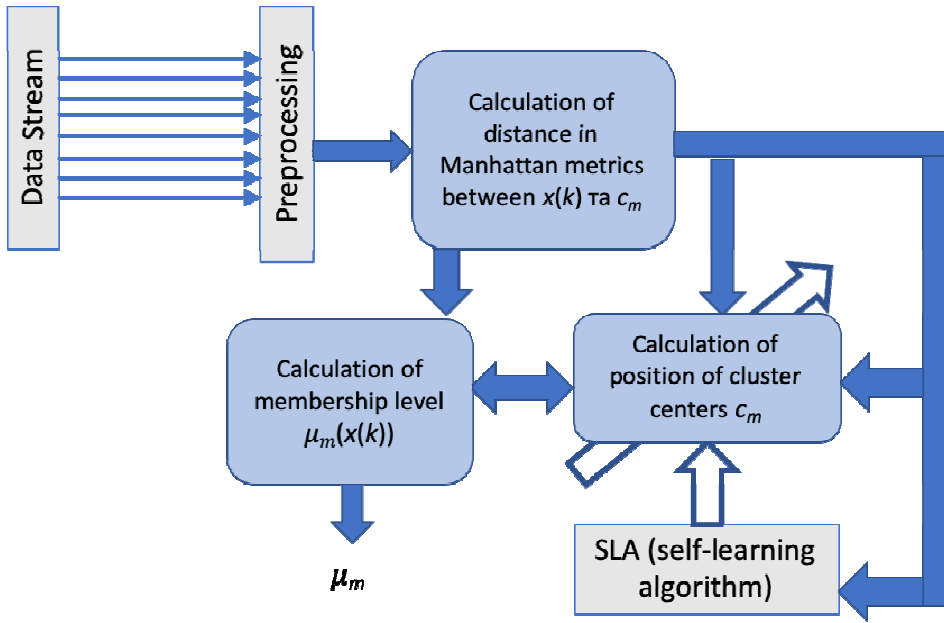 Data Stream
Preprocessing
Calculation of
distance in
Manhattan metrics
between x(k) та cₘ
Calculation of
membership level
μₘ(x(k))
Calculation of
position of cluster
centers cₘ
SLA (self-learning
algorithm)
μₘ